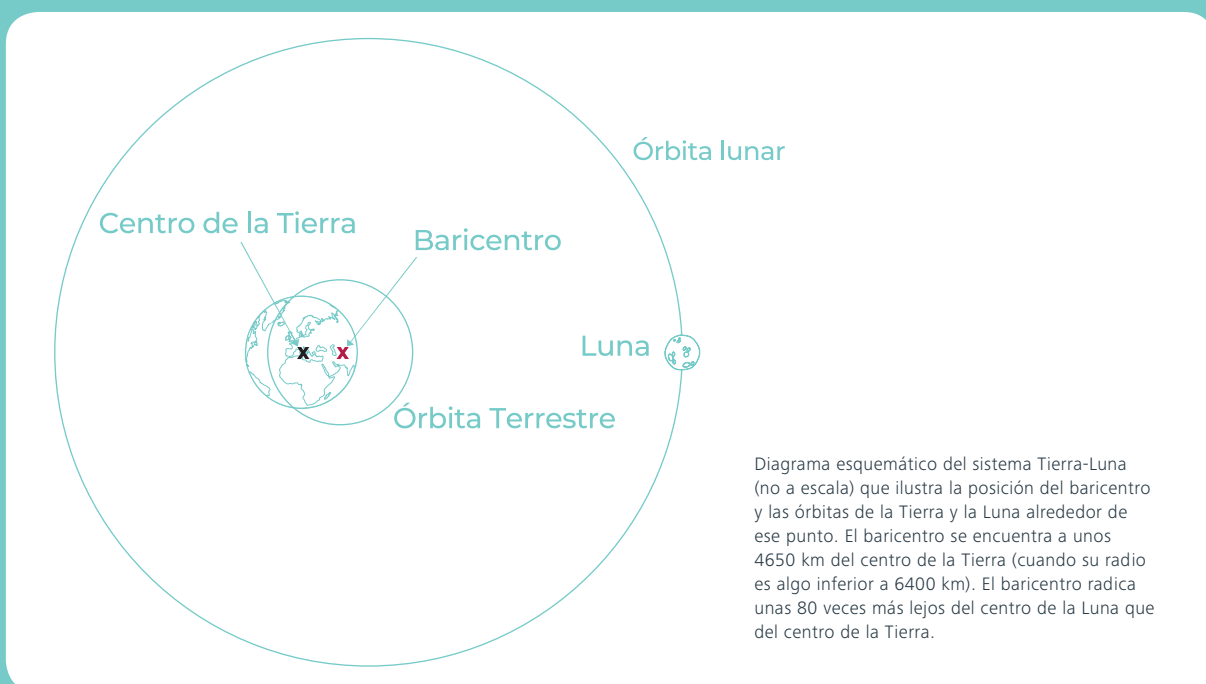 Órbita lunar
Centro de la Tierra
Baricentro
x
x
Luna
Órbita Terrestre
Diagrama esquemático del sistema Tierra-Luna
(no a escala) que ilustra la posición del baricentro
y las órbitas de la Tierra y la Luna alrededor de
ese punto. El baricentro se encuentra a unos
4650 km del centro de la Tierra (cuando su radio
es algo inferior a 6400 km). El baricentro radica
unas 80 veces más lejos del centro de la Luna que
del centro de la Tierra.